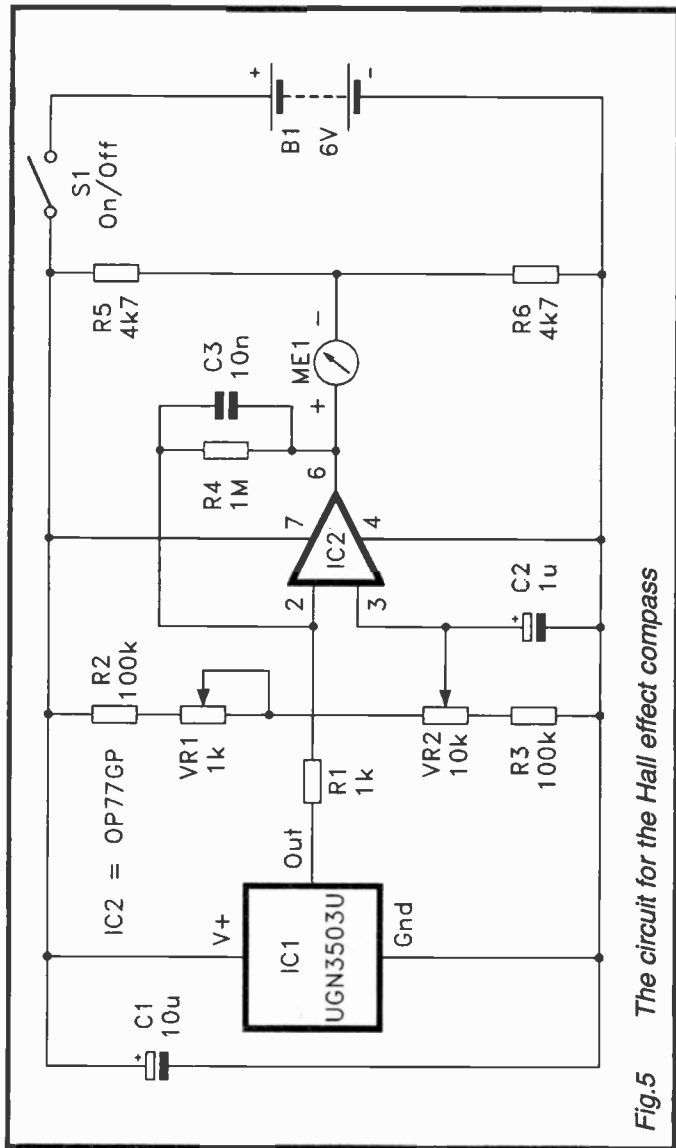 C1
10u
IC2 = OP77GP
V+
IC1
UGN3503U
Out
Gnd
R1
1k
R2
100k
VR1
1k
VR2
10k
R3
100k
2
3
7
4
6
IC2
C2
1u
R4
1M
C3
10n
ME1
+
-
R5
4k7
R6
4k7
S1
On/Off
B1
6V
+
-
+
+
Fig.5 The circuit for the Hall effect compass